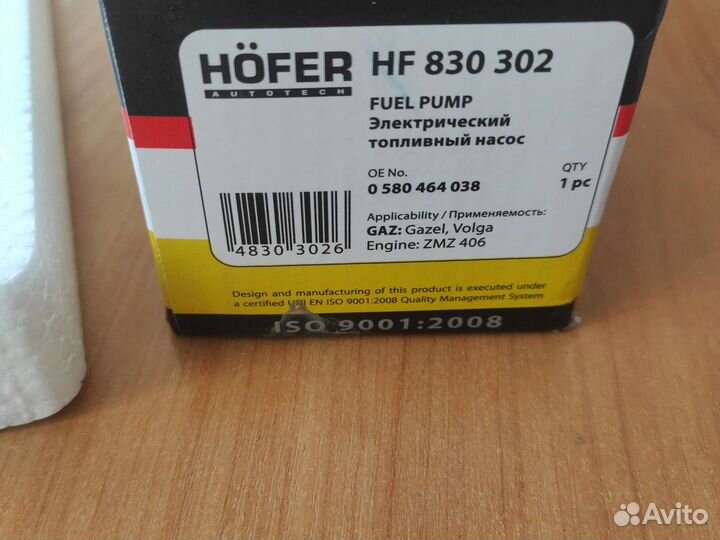 HÖFER
AUTOTECH
HF 830 302
FUEL PUMP
Электрический
топливный насос
OE No.
0 580 464 038
QTY
1 pc
4830 3026
Applicability / Применяемость:
GAZ: Gazel, Volga
Engine: ZMZ 406
Design and manufacturing of this product is executed under
a certified UNI EN ISO 9001:2008 Quality Management System
ISO 9001:2008
Avito